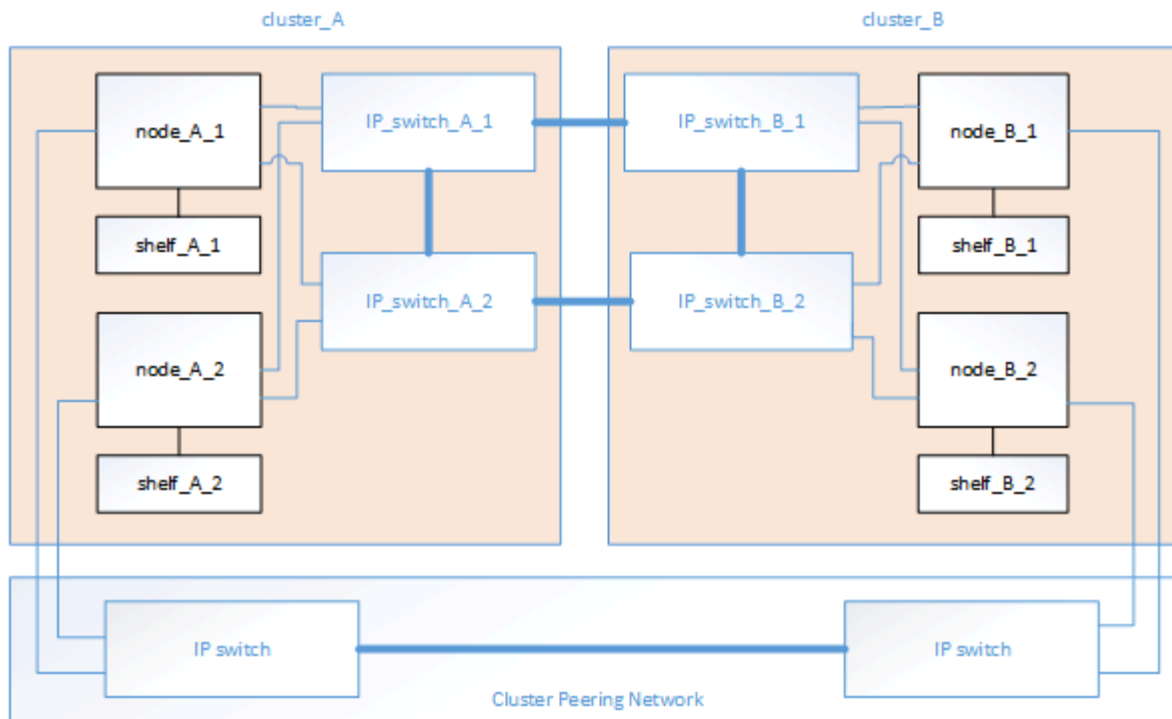 cluster_A
cluster_B
node_A_1
IP_switch_A_1
IP_switch_B_1
node_B_1
shelf_A_1
shelf_B_1
IP_switch_A_2
IP_switch_B_2
node_A_2
node_B_2
shelf_A_2
shelf_B_2
IP switch
IP switch
Cluster Peering Network